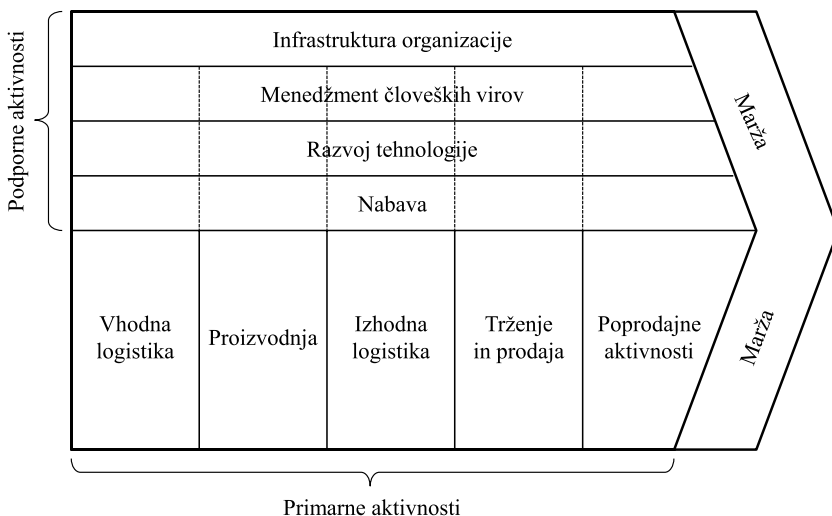 Podporne aktivnosti
Infrastruktura organizacije
Menedžment človeških virov
Razvoj tehnologije
Nabava
Marža
Vhodna
logistika
Proizvodnja
Izhodna
logistika
Trženje
in prodaja
Poprodajne
aktivnosti
Marža
Primarne aktivnosti